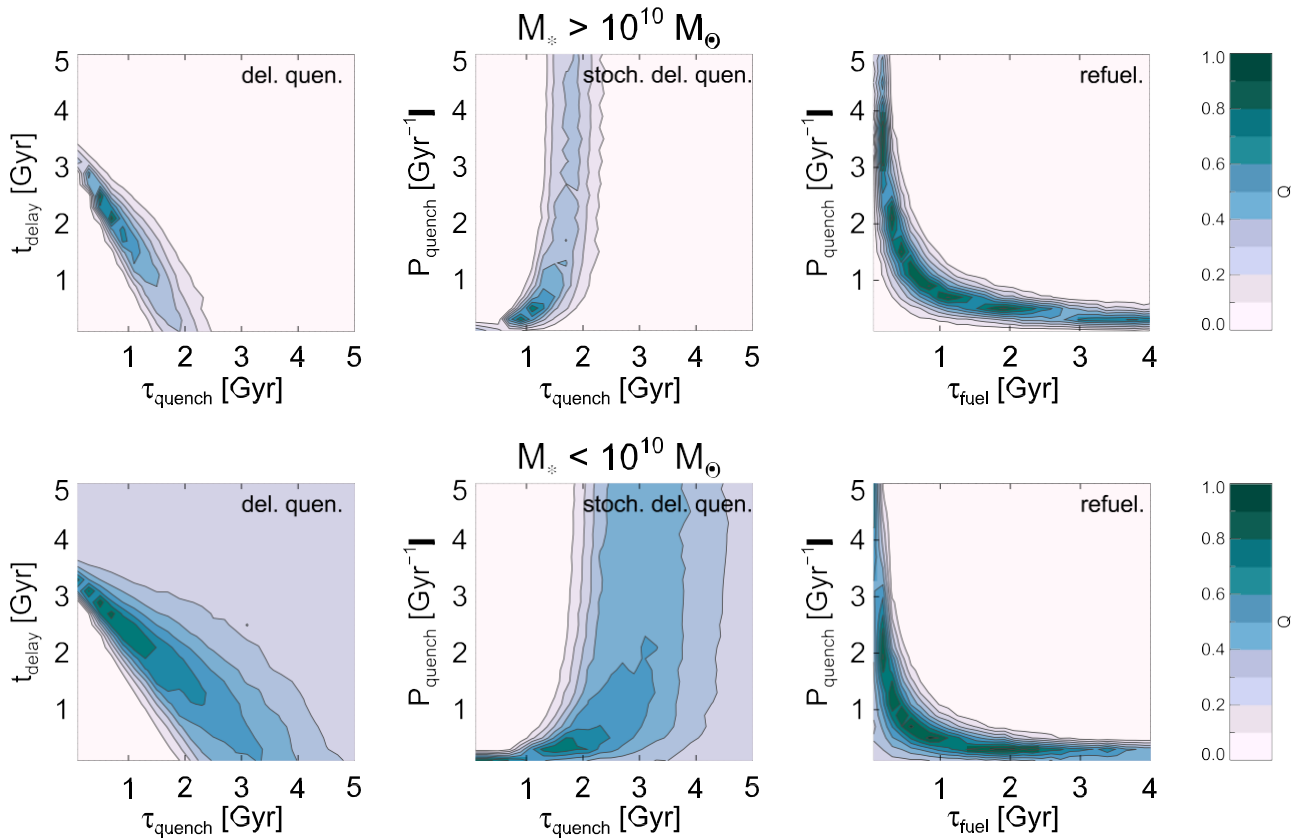 M* > 10¹⁰ M⊙
del. quen.
stoch. del. quen.
refuel.
5
4
3
2
1
t_delay [Gyr]
1 2 3 4 5
τ_quench [Gyr]
5
4
3
2
1
P_quench [Gyr⁻¹]
1 2 3 4 5
τ_quench [Gyr]
5
4
3
2
1
P_quench [Gyr⁻¹]
1 2 3 4
τ_fuel [Gyr]
1.0
0.8
0.6
0.4
0.2
0.0
Q
M* < 10¹⁰ M⊙
del. quen.
stoch. del. quen.
refuel.
5
4
3
2
1
t_delay [Gyr]
1 2 3 4 5
τ_quench [Gyr]
5
4
3
2
1
P_quench [Gyr⁻¹]
1 2 3 4 5
τ_quench [Gyr]
5
4
3
2
1
P_quench [Gyr⁻¹]
1 2 3 4
τ_fuel [Gyr]
1.0
0.8
0.6
0.4
0.2
0.0
Q